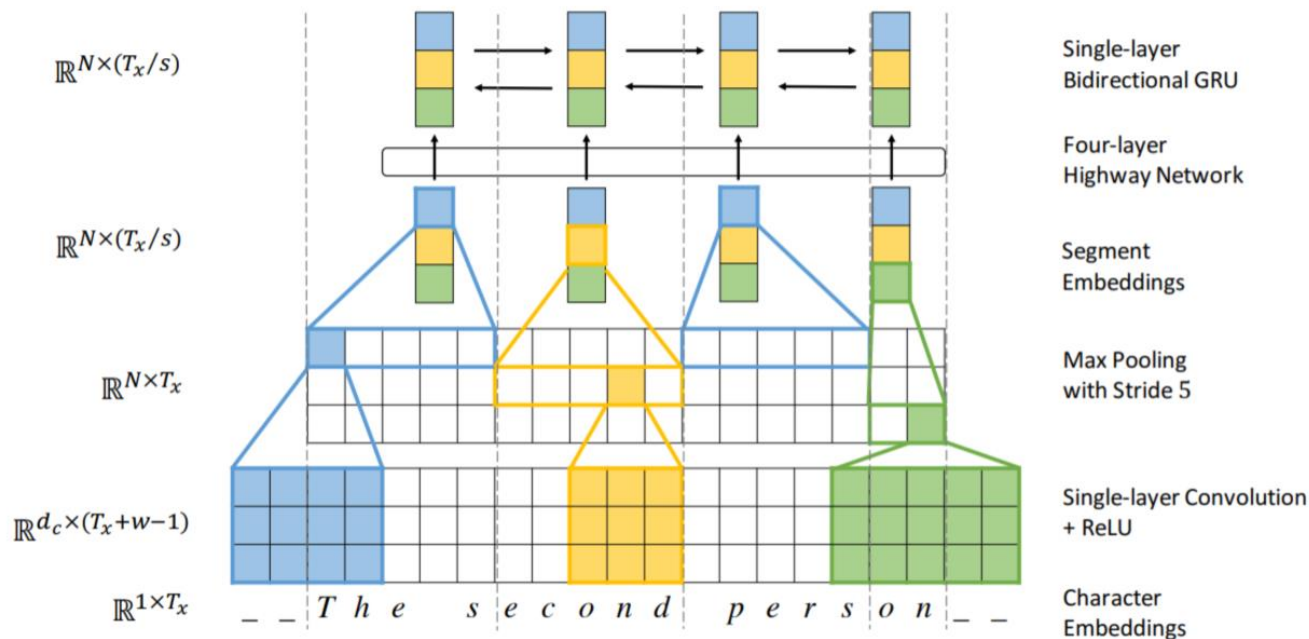 ℝ^{N×(T_x/s)}
Single-layer
Bidirectional GRU
Four-layer
Highway Network
ℝ^{N×(T_x/s)}
Segment
Embeddings
ℝ^{N×T_x}
Max Pooling
with Stride 5
ℝ^{d_c×(T_x+w−1)}
Single-layer Convolution
+ ReLU
ℝ^{1×T_x}
_ _ T h e s e c o n d p e r s o n _ _
Character
Embeddings